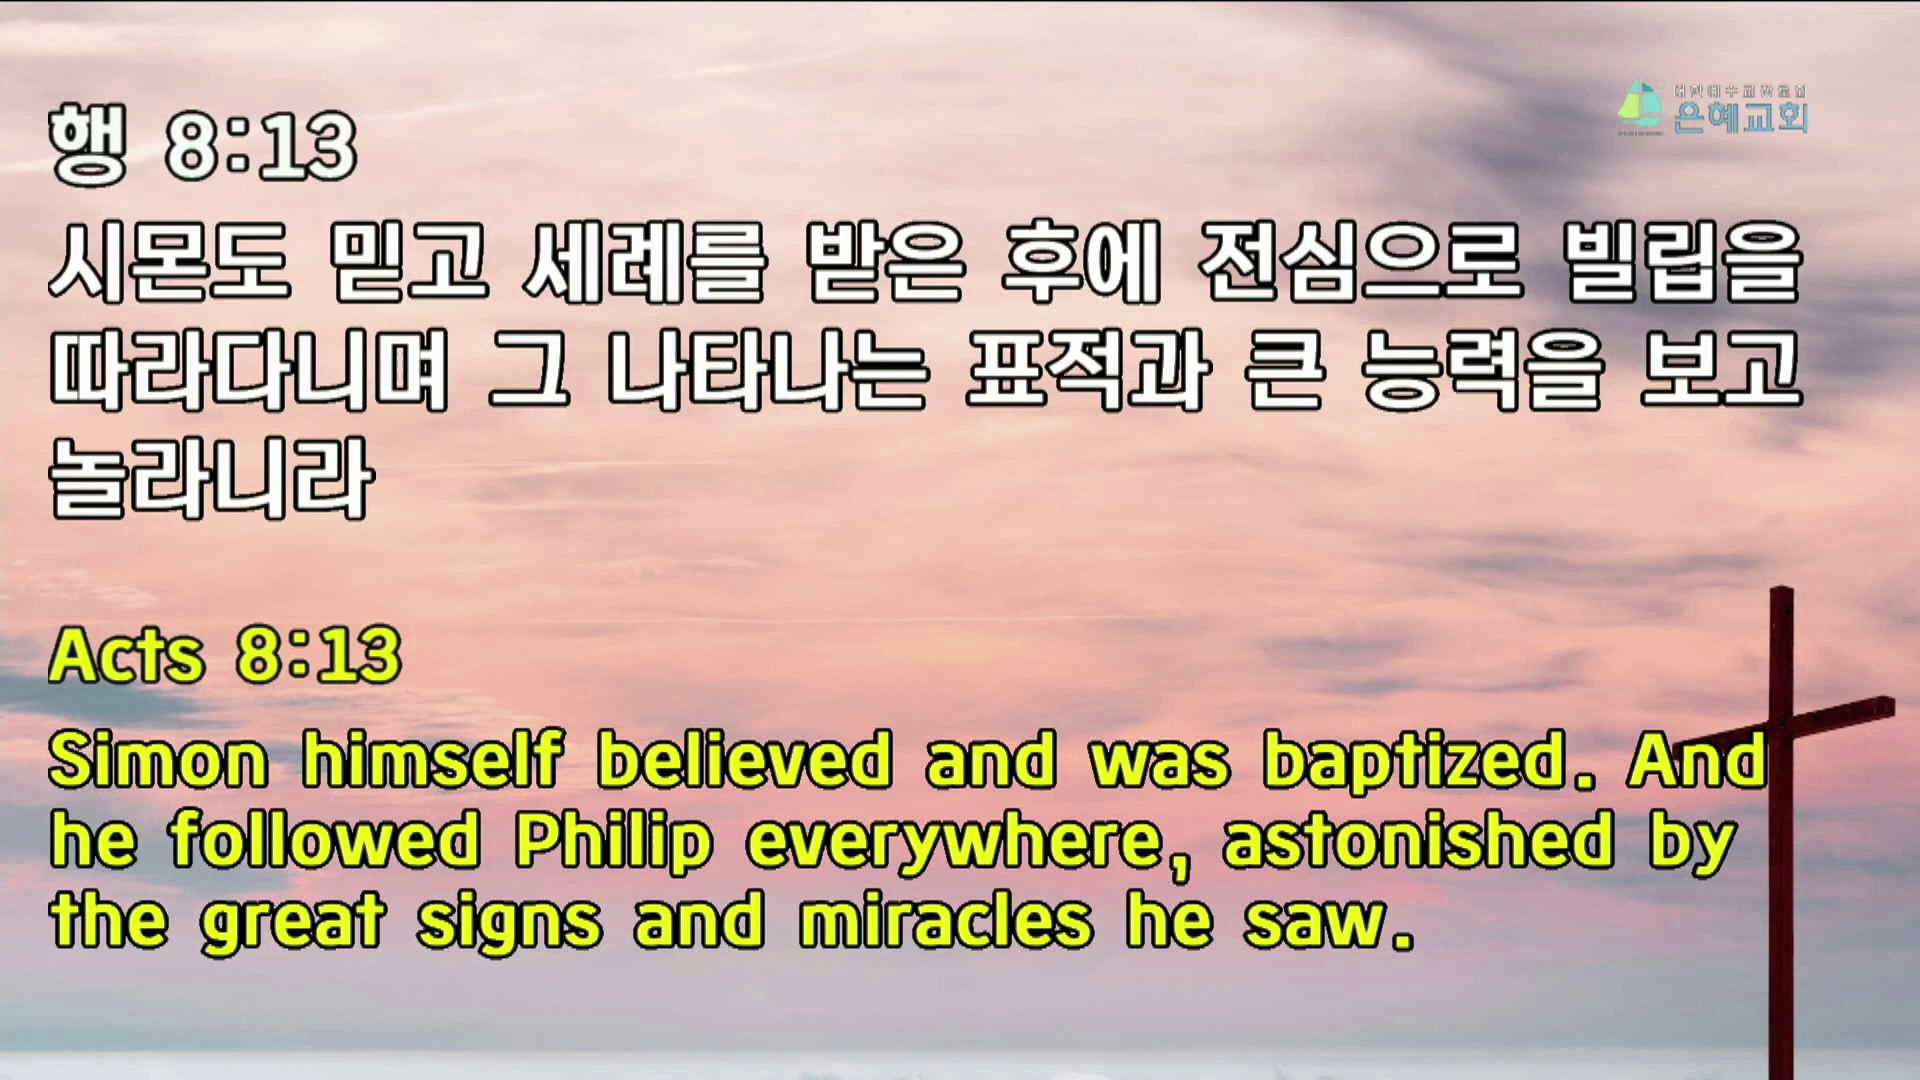 행 8:13
시몬도 믿고 세례를 받은 후에 전심으로 빌립을
따라다니며 그 나타나는 표적과 큰 능력을 보고
놀라니라
Acts 8:13
Simon himself believed and was baptized. And
he followed Philip everywhere, astonished by
the great signs and miracles he saw.
은혜교회